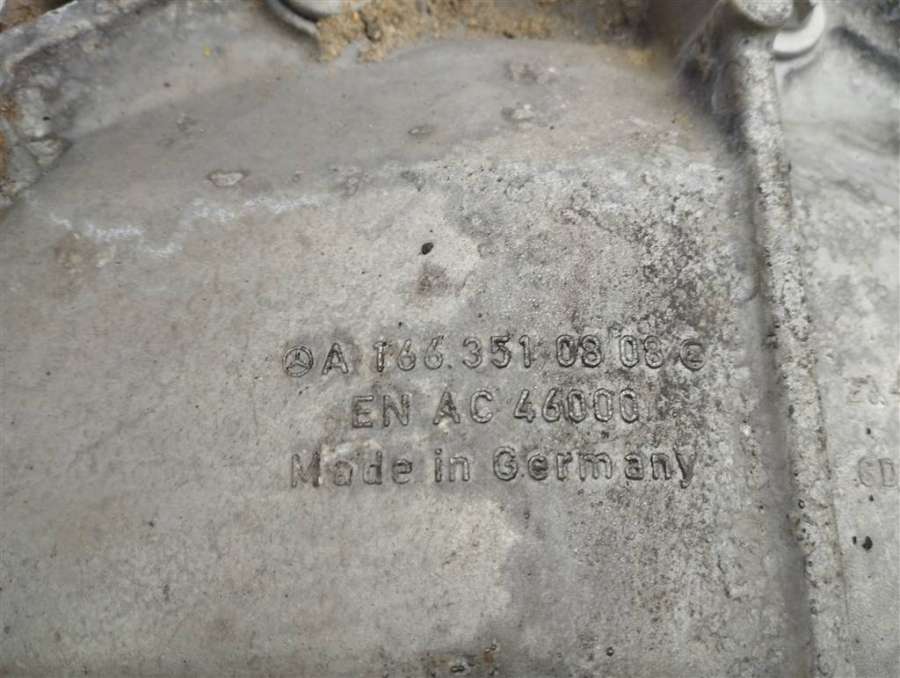 A 166 351 08 08 C
EN AC 46000
Made in Germany